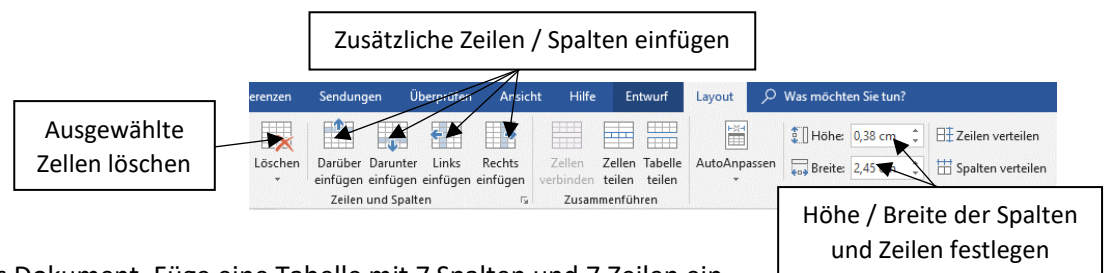 Zusätzliche Zeilen / Spalten einfügen
Ausgewählte
Zellen löschen
erenzen Sendungen Überprüfen Ansicht Hilfe Entwurf Layout Was möchten Sie tun?
Löschen
Darüber einfügen
Darunter einfügen
Links einfügen
Rechts einfügen
Zeilen und Spalten
Zellen verbinden
Zellen teilen
Tabelle teilen
Zusammenführen
AutoAnpassen
Höhe: 0,38 cm
Breite: 2,45 cm
Zeilen verteilen
Spalten verteilen
Höhe / Breite der Spalten
und Zeilen festlegen
Dokument. Füge eine Tabelle mit 7 Spalten und 7 Zeilen ein